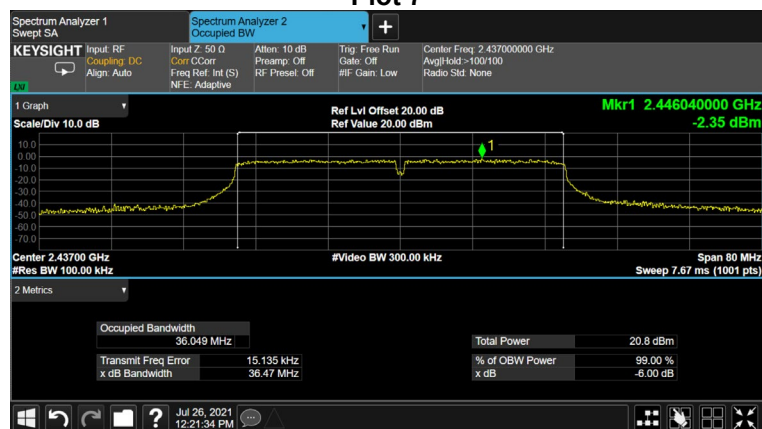 Spectrum Analyzer 1
Swept SA
Spectrum Analyzer 2
Occupied BW
+
KEYSIGHT
Input: RF
Coupling: DC
Align: Auto
Input Z: 50 Ω
Corr CCorr
Freq Ref: Int (S)
NFE: Adaptive
Atten: 10 dB
Preamp: Off
RF Presel: Off
Trig: Free Run
Gate: Off
#IF Gain: Low
Center Freq: 2.437000000 GHz
Avg|Hold:>100/100
Radio Std: None
LXI
1 Graph
Scale/Div 10.0 dB
Ref Lvl Offset 20.00 dB
Ref Value 20.00 dBm
Mkr1 2.446040000 GHz
-2.35 dBm
10.0
0.00
-10.0
-20.0
-30.0
-40.0
-50.0
-60.0
-70.0
1
Center 2.43700 GHz
#Res BW 100.00 kHz
#Video BW 300.00 kHz
Span 80 MHz
Sweep 7.67 ms (1001 pts)
2 Metrics
Occupied Bandwidth
36.049 MHz
Transmit Freq Error 15.135 kHz
x dB Bandwidth 36.47 MHz
Total Power 20.8 dBm
% of OBW Power 99.00 %
x dB -6.00 dB
?
Jul 26, 2021
12:21:34 PM